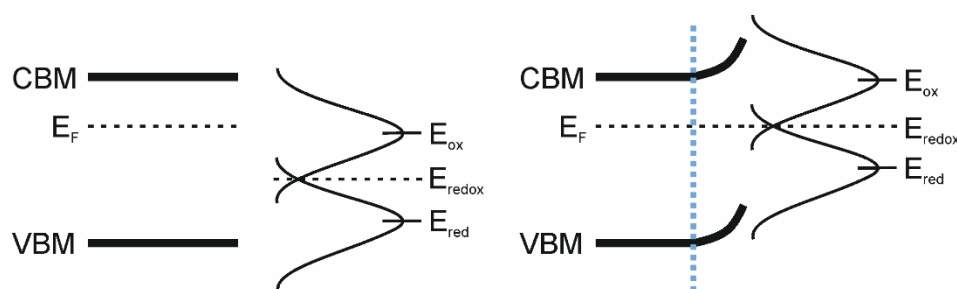 CBM
E_F
VBM
E_ox
E_redox
E_red
CBM
E_F
VBM
E_ox
E_redox
E_red